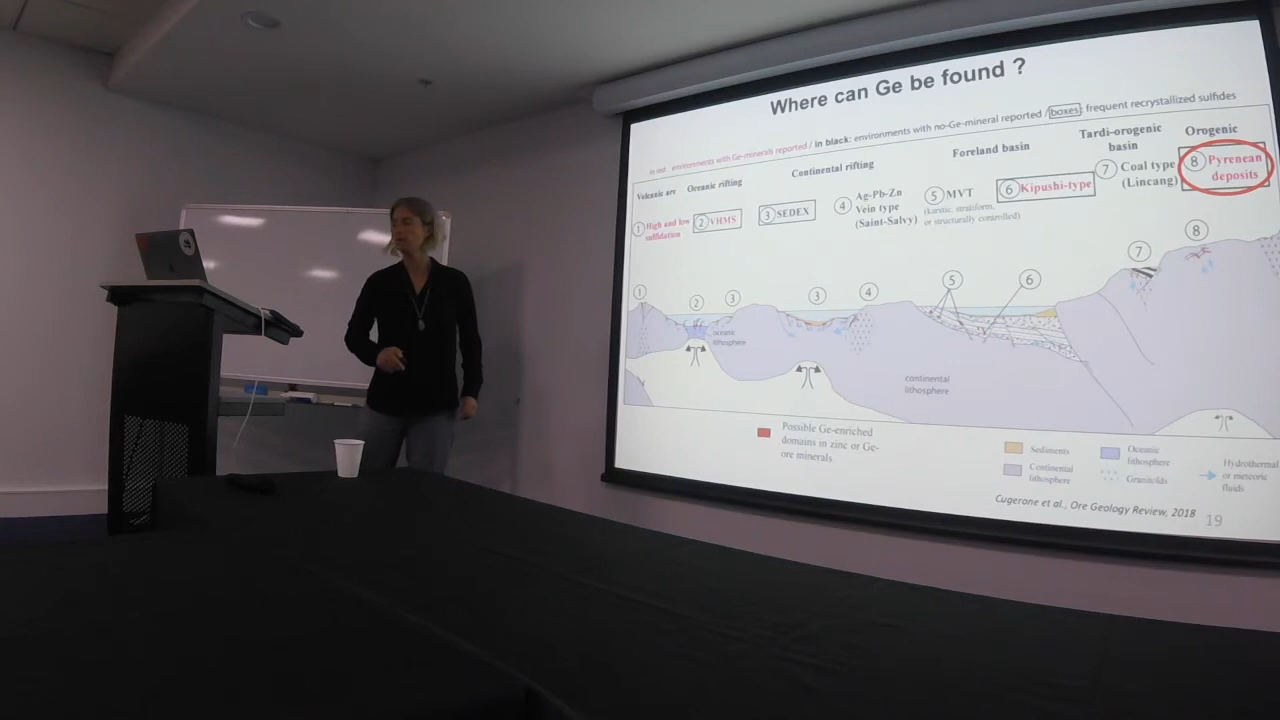 Where can Ge be found ?
in red : environments with Ge-minerals reported / in black: environments with no-Ge-mineral reported / boxes: frequent recrystallized sulfides
Volcanic arc
Oceanic rifting
Continental rifting
Foreland basin
Tardi-orogenic
basin
Orogenic
1 High and low
sulfidation
2 VHMS
3 SEDEX
4 Ag-Pb-Zn
Vein type
(Saint-Salvy)
5 MVT
(karstic, stratiform,
or structurally controlled)
6 Kipushi-type
7 Coal type
(Lincang)
8 Pyrenean
deposits
1
2
3
3
4
5
6
7
8
oceanic
lithosphere
continental
lithosphere
Possible Ge-enriched
domains in zinc or Ge-
ore minerals
Sediments
Continental
lithosphere
Oceanic
lithosphere
Granitoids
Hydrothermal
or meteoric
fluids
Cugerone et al., Ore Geology Review, 2018
19